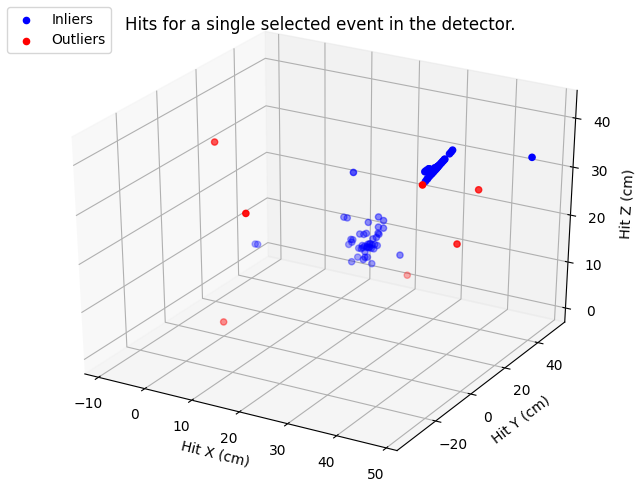 Hits for a single selected event in the detector.
Inliers
Outliers
40
30
20
10
0
Hit Z (cm)
−10
0
10
20
30
40
50
Hit X (cm)
−20
0
20
40
Hit Y (cm)